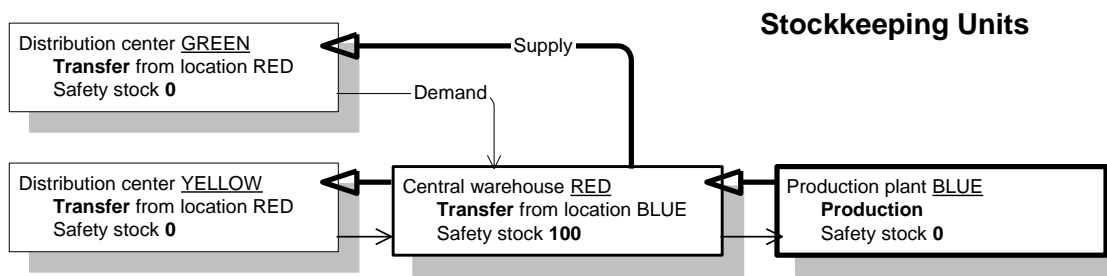 Stockkeeping Units
Distribution center GREEN
Transfer from location RED
Safety stock 0
Supply
Demand
Distribution center YELLOW
Transfer from location RED
Safety stock 0
Central warehouse RED
Transfer from location BLUE
Safety stock 100
Production plant BLUE
Production
Safety stock 0